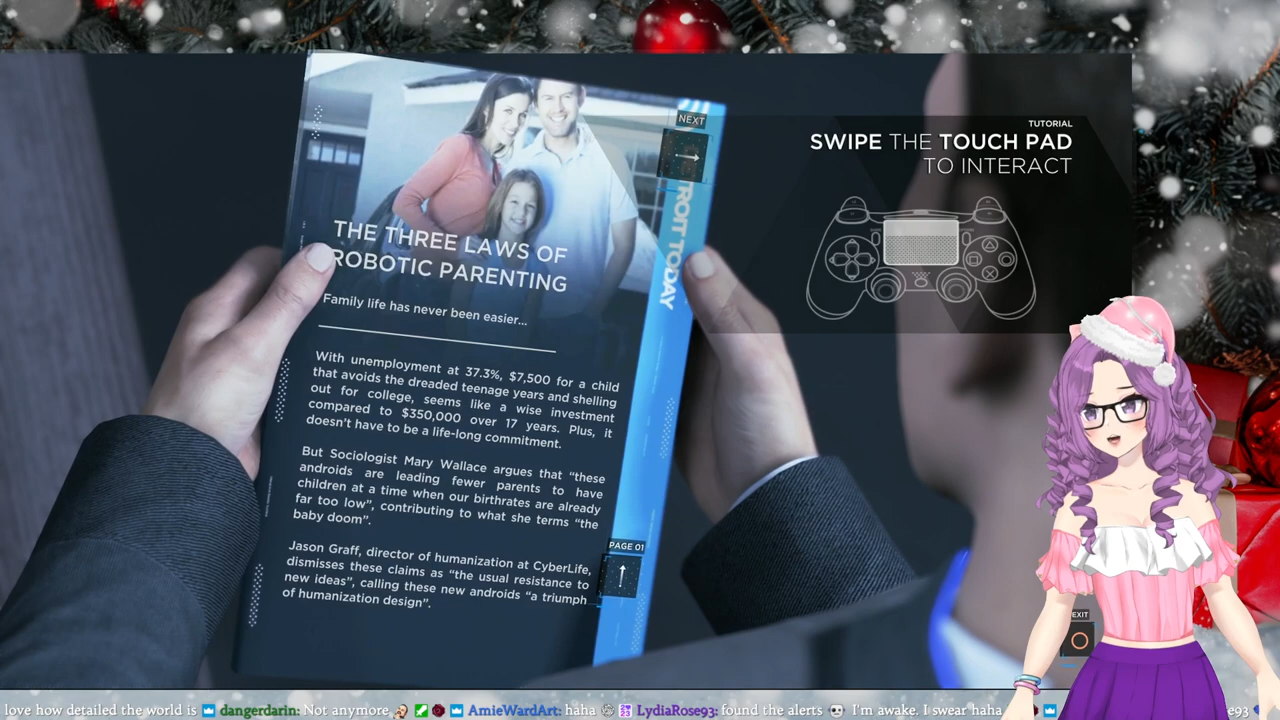 TUTORIAL
SWIPE THE TOUCH PAD
TO INTERACT
NEXT
THE THREE LAWS OF
ROBOTIC PARENTING
Family life has never been easier...
With unemployment at 37.3%, $7,500 for a child
that avoids the dreaded teenage years and shelling
out for college, seems like a wise investment
compared to $350,000 over 17 years. Plus, it
doesn't have to be a life-long commitment.
But Sociologist Mary Wallace argues that "these
androids are leading fewer parents to have
children at a time when our birthrates are already
far too low", contributing to what she terms "the
baby doom".
Jason Graff, director of humanization at CyberLife,
dismisses these claims as "the usual resistance to
new ideas", calling these new androids "a triumph
of humanization design".
PAGE 01
TROIT TODAY
EXIT
love how detailed the world is dangerdarin: Not anymore AmieWardArt: haha LydiaRose93: found the alerts I'm awake. I swear haha e93